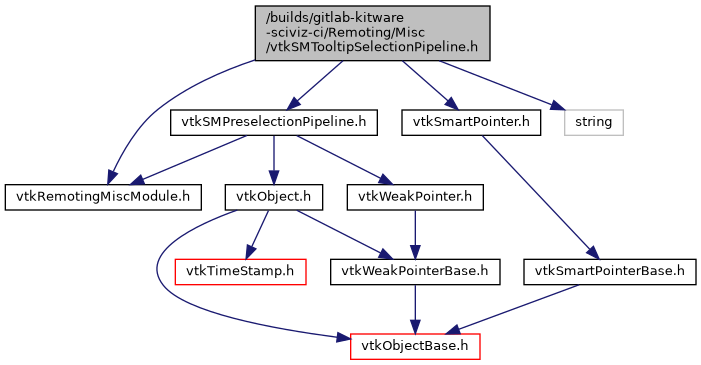 /builds/gitlab-kitware
-sciviz-ci/Remoting/Misc
/vtkSMTooltipSelectionPipeline.h
vtkSMPreselectionPipeline.h
vtkSmartPointer.h
string
vtkRemotingMiscModule.h
vtkObject.h
vtkWeakPointer.h
vtkTimeStamp.h
vtkWeakPointerBase.h
vtkSmartPointerBase.h
vtkObjectBase.h